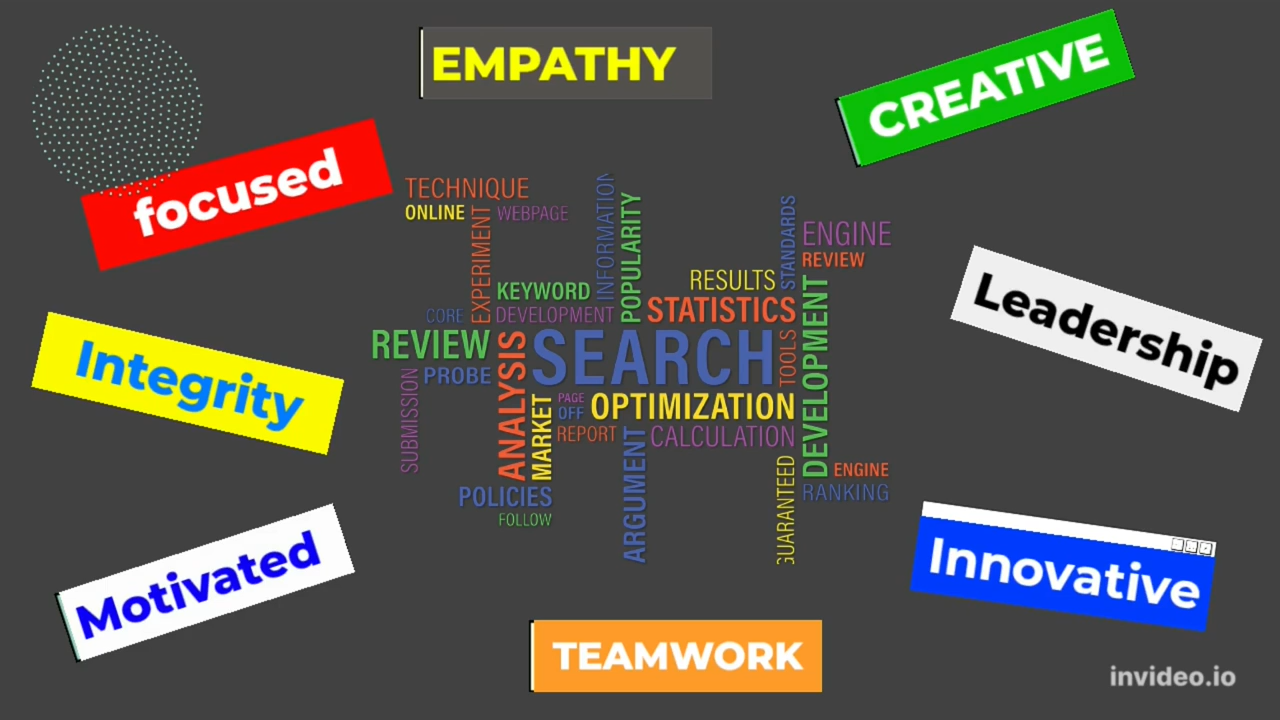 EMPATHY
CREATIVE
focused
TECHNIQUE
ONLINE
WEBPAGE
EXPERIMENT
INFORMATION
POPULARITY
STANDARDS
ENGINE
REVIEW
RESULTS
KEYWORD
CORE
DEVELOPMENT
STATISTICS
Leadership
Integrity
REVIEW
PROBE
SUBMISSION
ANALYSIS
SEARCH
TOOLS
DEVELOPMENT
MARKET
PAGE
OFF
OPTIMIZATION
REPORT
CALCULATION
ARGUMENT
GUARANTEED
ENGINE
RANKING
POLICIES
FOLLOW
Motivated
Innovative
TEAMWORK
invideo.io